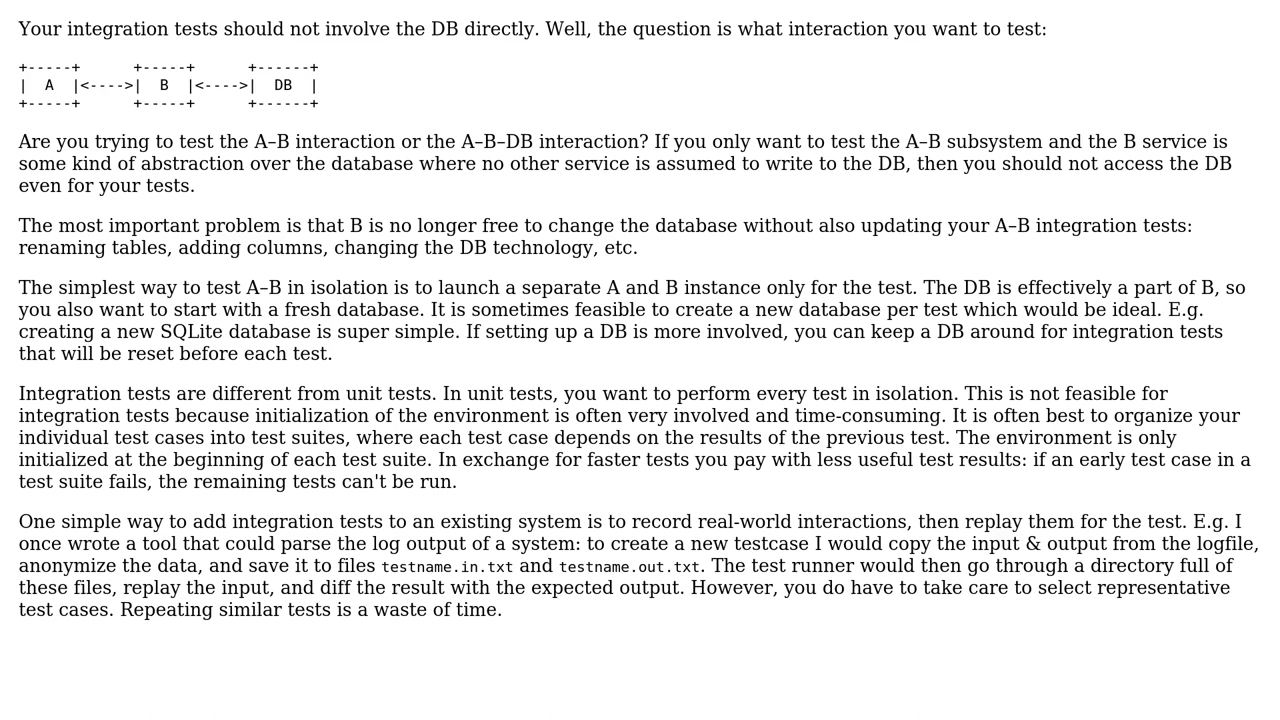 Your integration tests should not involve the DB directly. Well, the question is what interaction you want to test:
+-----+      +-----+      +------+
|  A  |<---->|  B  |<---->|  DB  |
+-----+      +-----+      +------+
Are you trying to test the A–B interaction or the A–B–DB interaction? If you only want to test the A–B subsystem and the B service is
some kind of abstraction over the database where no other service is assumed to write to the DB, then you should not access the DB
even for your tests.
The most important problem is that B is no longer free to change the database without also updating your A–B integration tests:
renaming tables, adding columns, changing the DB technology, etc.
The simplest way to test A–B in isolation is to launch a separate A and B instance only for the test. The DB is effectively a part of B, so
you also want to start with a fresh database. It is sometimes feasible to create a new database per test which would be ideal. E.g.
creating a new SQLite database is super simple. If setting up a DB is more involved, you can keep a DB around for integration tests
that will be reset before each test.
Integration tests are different from unit tests. In unit tests, you want to perform every test in isolation. This is not feasible for
integration tests because initialization of the environment is often very involved and time-consuming. It is often best to organize your
individual test cases into test suites, where each test case depends on the results of the previous test. The environment is only
initialized at the beginning of each test suite. In exchange for faster tests you pay with less useful test results: if an early test case in a
test suite fails, the remaining tests can't be run.
One simple way to add integration tests to an existing system is to record real-world interactions, then replay them for the test. E.g. I
once wrote a tool that could parse the log output of a system: to create a new testcase I would copy the input & output from the logfile,
anonymize the data, and save it to files testname.in.txt and testname.out.txt. The test runner would then go through a directory full of
these files, replay the input, and diff the result with the expected output. However, you do have to take care to select representative
test cases. Repeating similar tests is a waste of time.